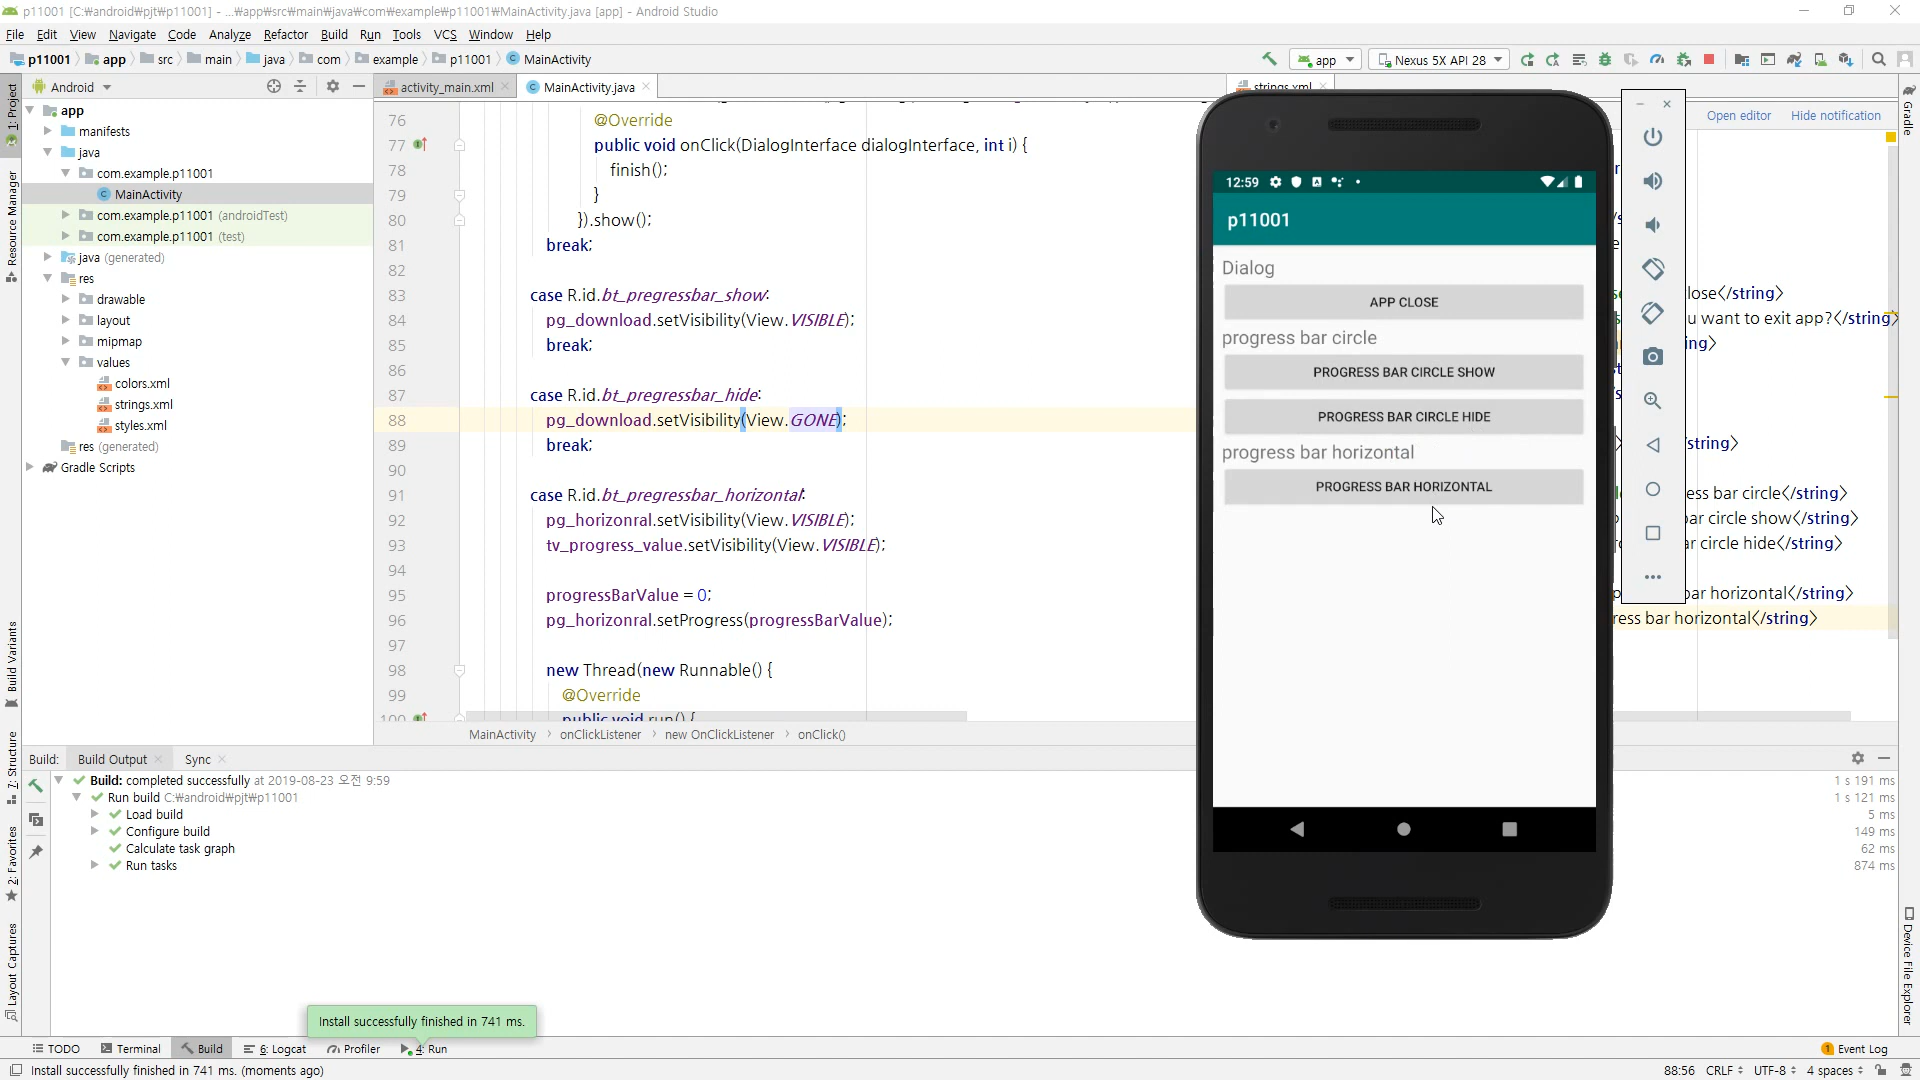 p11001 [C:₩android₩pjt₩p11001] - ...₩app₩src₩main₩java₩com₩example₩p11001₩MainActivity.java [app] - Android Studio
File Edit View Navigate Code Analyze Refactor Build Run Tools VCS Window Help
p11001 app src main java com example p11001 MainActivity
app Nexus 5X API 28
1: Project
Resource Manager
Build Variants
7: Structure
2: Favorites
Layout Captures
Android
app
manifests
java
com.example.p11001
MainActivity
com.example.p11001 (androidTest)
com.example.p11001 (test)
java (generated)
res
drawable
layout
mipmap
values
colors.xml
strings.xml
styles.xml
res (generated)
Gradle Scripts
activity_main.xml MainActivity.java
76 @Override
77 public void onClick(DialogInterface dialogInterface, int i) {
78 finish();
79 }
80 }).show();
81 break;
82
83 case R.id.bt_pregressbar_show:
84 pg_download.setVisibility(View.VISIBLE);
85 break;
86
87 case R.id.bt_pregressbar_hide:
88 pg_download.setVisibility(View.GONE);
89 break;
90
91 case R.id.bt_pregressbar_horizontal:
92 pg_horizonral.setVisibility(View.VISIBLE);
93 tv_progress_value.setVisibility(View.VISIBLE);
94
95 progressBarValue = 0;
96 pg_horizonral.setProgress(progressBarValue);
97
98 new Thread(new Runnable() {
99 @Override
100 public void run() {
MainActivity onClickListener new OnClickListener onClick()
strings.xml
Open editor Hide notification
lose</string>
u want to exit app?</string>
ing>
/string>
string>
ess bar circle</string>
ar circle show</string>
ar circle hide</string>
bar horizontal</string>
ress bar horizontal</string>
12:59
p11001
Dialog
APP CLOSE
progress bar circle
PROGRESS BAR CIRCLE SHOW
PROGRESS BAR CIRCLE HIDE
progress bar horizontal
PROGRESS BAR HORIZONTAL
Gradle
Device File Explorer
Build: Build Output Sync
Build: completed successfully at 2019-08-23 오전 9:59 1 s 191 ms
Run build C:₩android₩pjt₩p11001 1 s 121 ms
Load build 5 ms
Configure build 149 ms
Calculate task graph 62 ms
Run tasks 874 ms
Install successfully finished in 741 ms.
TODO Terminal Build 6: Logcat Profiler 4: Run 1 Event Log
Install successfully finished in 741 ms. (moments ago) 88:56 CRLF UTF-8 4 spaces